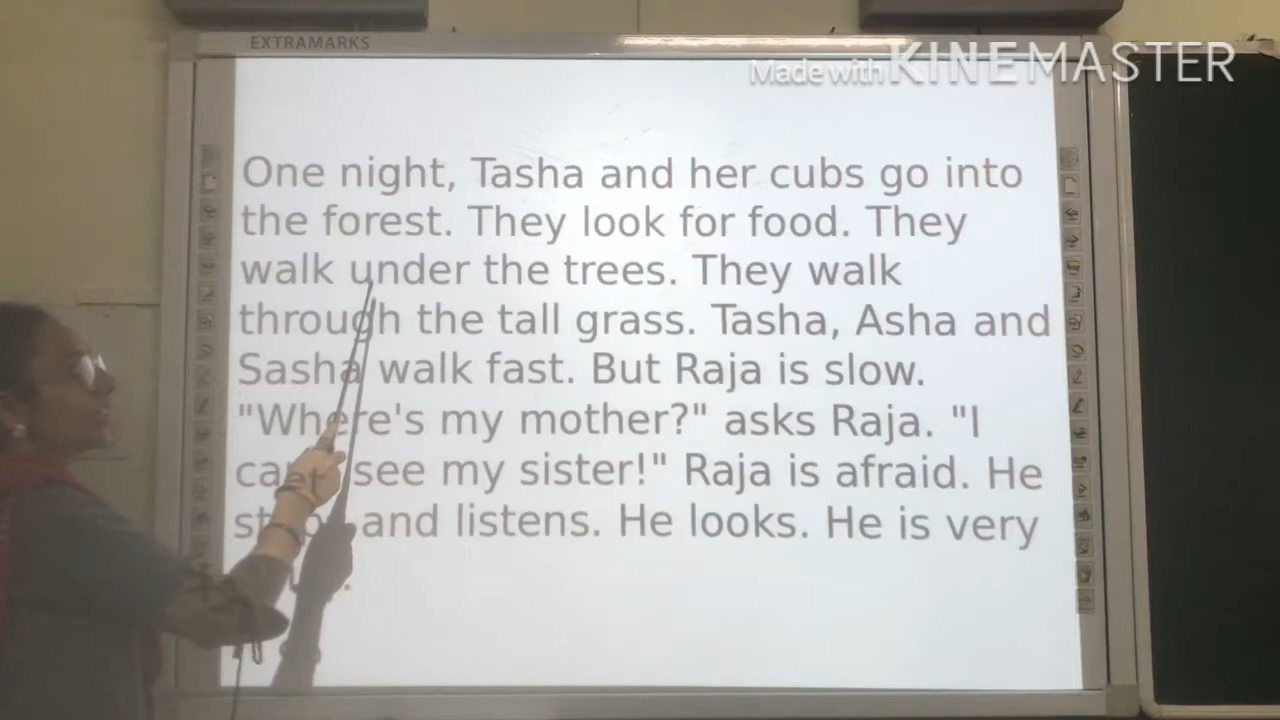 EXTRAMARKS
Made with KINEMASTER
One night, Tasha and her cubs go into
the forest. They look for food. They
walk under the trees. They walk
through the tall grass. Tasha, Asha and
Sasha walk fast. But Raja is slow.
"Where's my mother?" asks Raja. "I
see my sister!" Raja is afraid. He
and listens. He looks. He is very